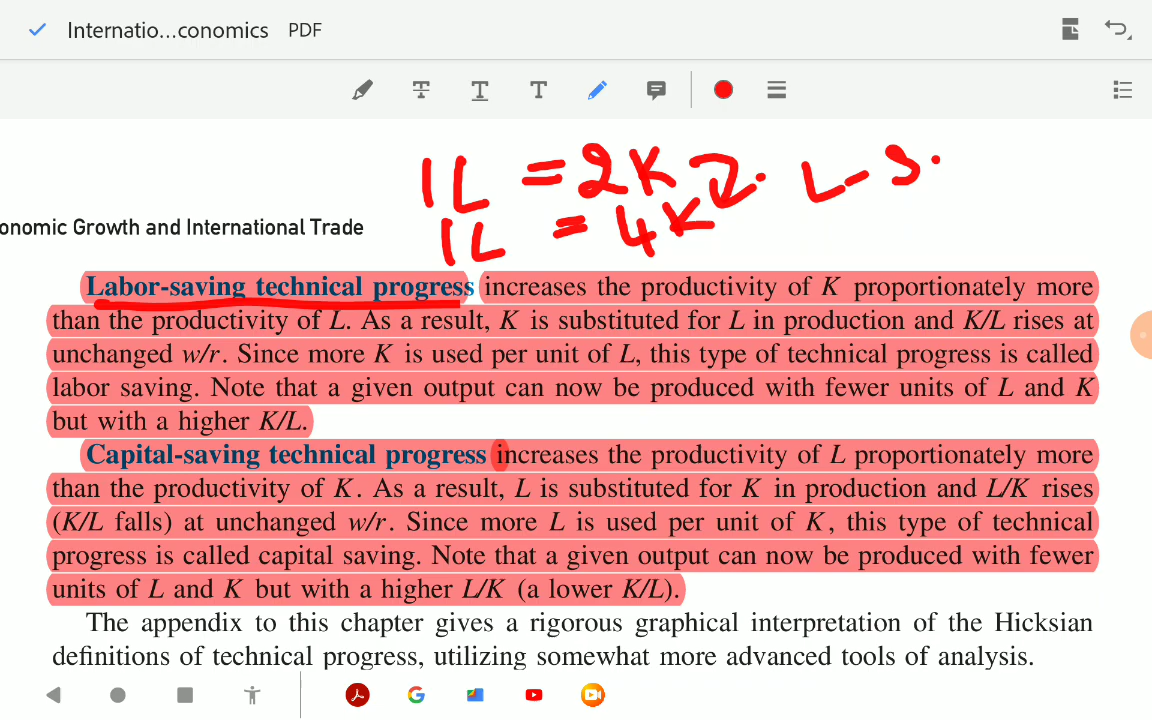 Internatio...conomics PDF
1L = 2K L-S.
1L = 4K
onomic Growth and International Trade
Labor-saving technical progress increases the productivity of K proportionately more
than the productivity of L. As a result, K is substituted for L in production and K/L rises at
unchanged w/r. Since more K is used per unit of L, this type of technical progress is called
labor saving. Note that a given output can now be produced with fewer units of L and K
but with a higher K/L.
Capital-saving technical progress increases the productivity of L proportionately more
than the productivity of K. As a result, L is substituted for K in production and L/K rises
(K/L falls) at unchanged w/r. Since more L is used per unit of K, this type of technical
progress is called capital saving. Note that a given output can now be produced with fewer
units of L and K but with a higher L/K (a lower K/L).
The appendix to this chapter gives a rigorous graphical interpretation of the Hicksian
definitions of technical progress, utilizing somewhat more advanced tools of analysis.